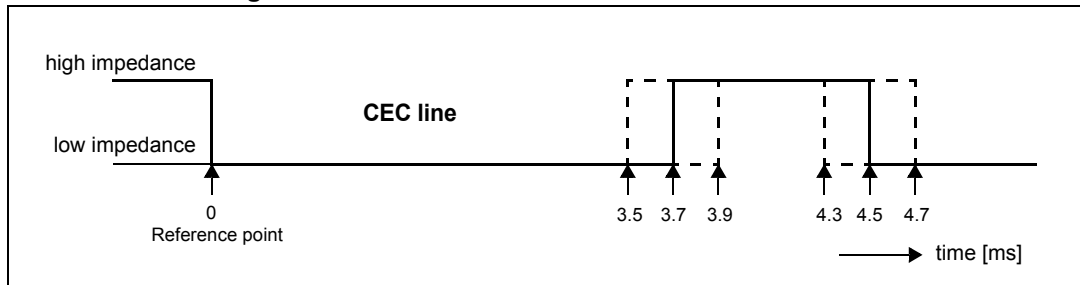 high impedance
CEC line
low impedance
0
Reference point
3.5 3.7 3.9 4.3 4.5 4.7
time [ms]